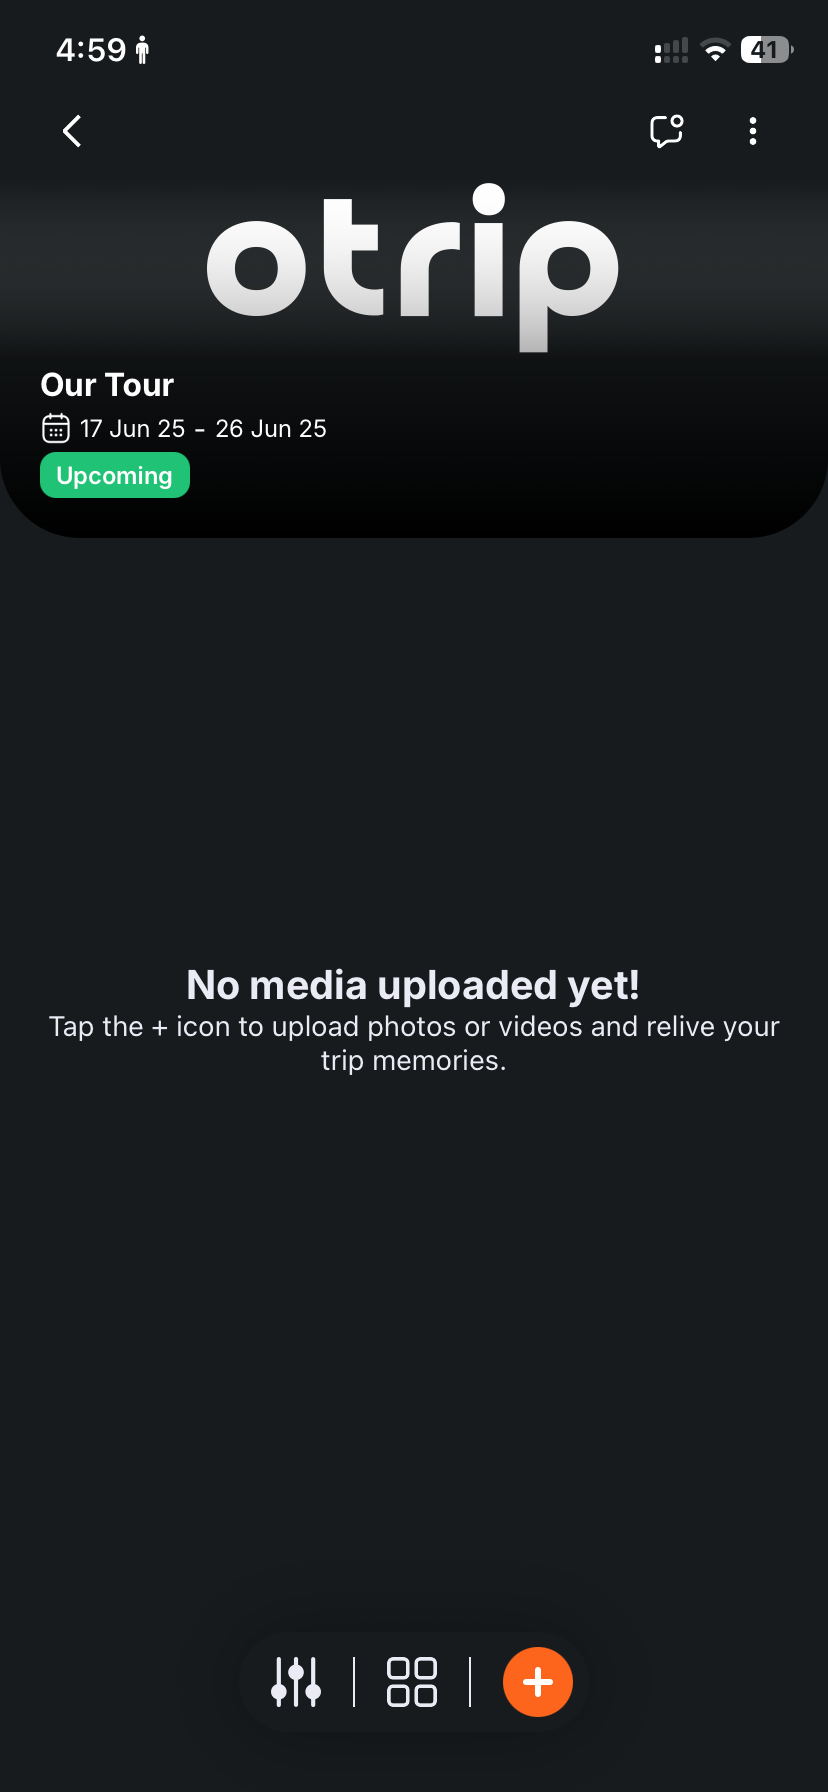 4:59
41
otrip
Our Tour
17 Jun 25 - 26 Jun 25
Upcoming
No media uploaded yet!
Tap the + icon to upload photos or videos and relive your
trip memories.